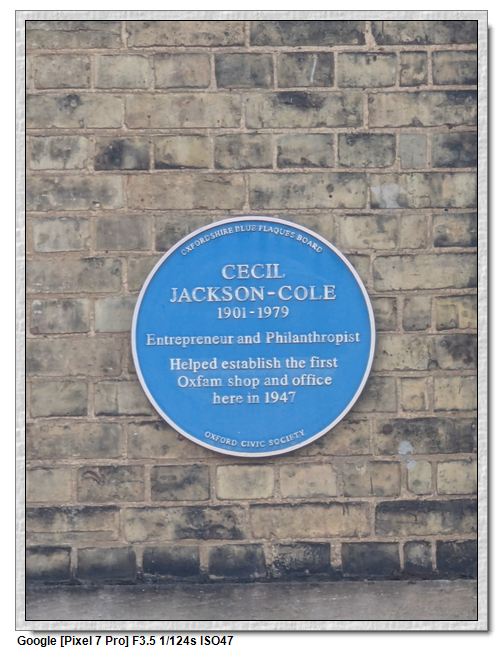 OXFORDSHIRE BLUE PLAQUES BOARD
CECIL
JACKSON-COLE
1901-1979
Entrepreneur and Philanthropist
Helped establish the first
Oxfam shop and office
here in 1947
OXFORD CIVIC SOCIETY
Google [Pixel 7 Pro] F3.5 1/124s ISO47